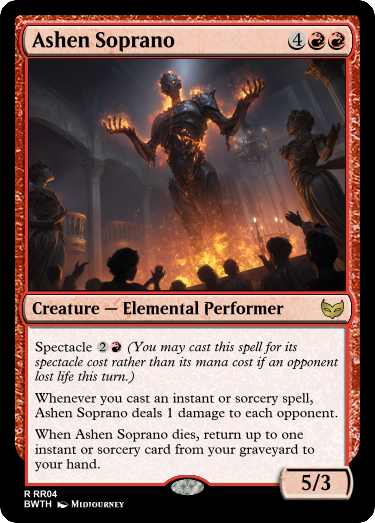 Ashen Soprano 4
Creature — Elemental Performer
Spectacle 2 (You may cast this spell for its
spectacle cost rather than its mana cost if an opponent
lost life this turn.)
Whenever you cast an instant or sorcery spell,
Ashen Soprano deals 1 damage to each opponent.
When Ashen Soprano dies, return up to one
instant or sorcery card from your graveyard to
your hand.
5/3
R RR04
BWTH Midjourney